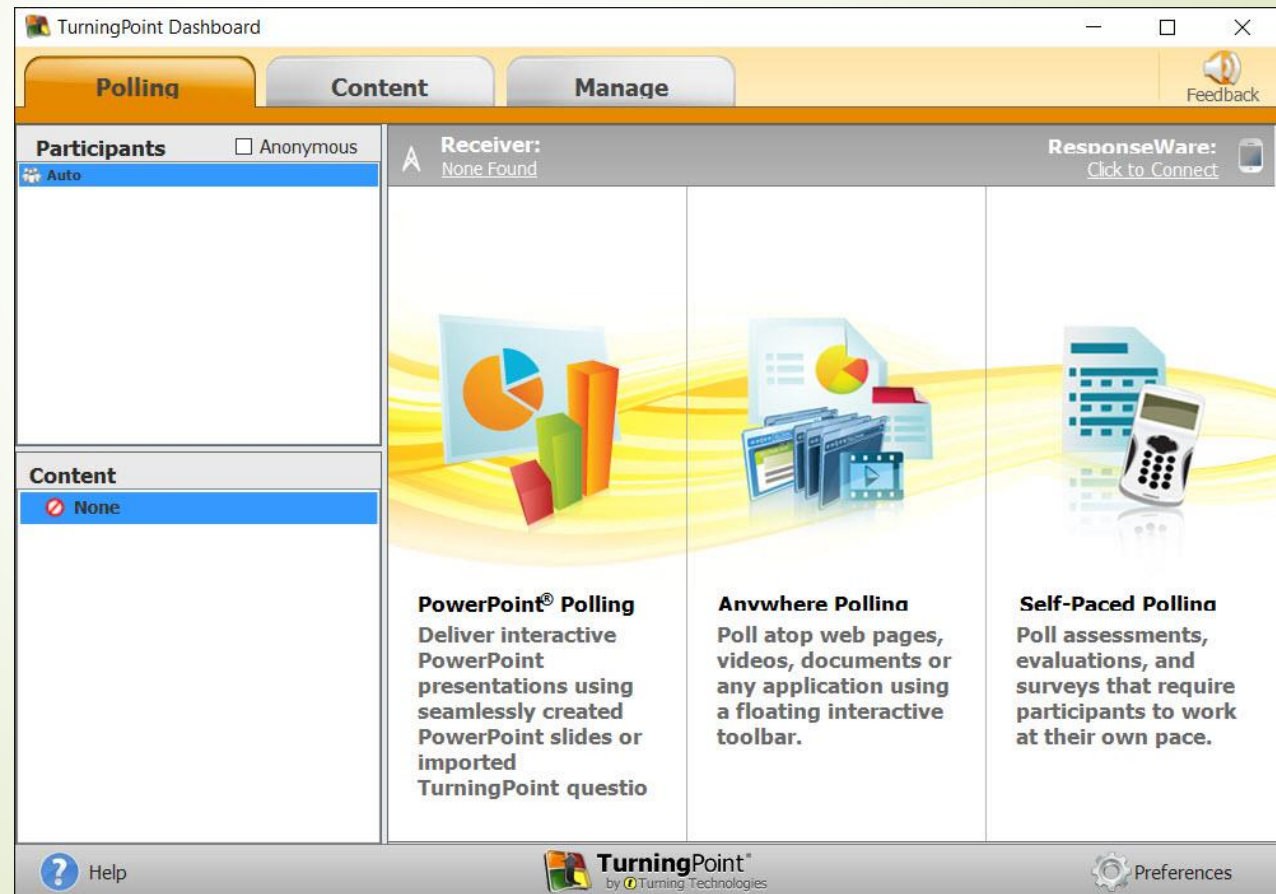 TurningPoint Dashboard
Polling
Content
Manage
Feedback
Participants
Anonymous
Auto
Receiver:
None Found
ResponseWare:
Click to Connect
Content
None
PowerPoint® Polling
Deliver interactive
PowerPoint
presentations using
seamlessly created
PowerPoint slides or
imported
TurningPoint questio
Anywhere Polling
Poll atop web pages,
videos, documents or
any application using
a floating interactive
toolbar.
Self-Paced Polling
Poll assessments,
evaluations, and
surveys that require
participants to work
at their own pace.
Help
TurningPoint
by Turning Technologies
Preferences